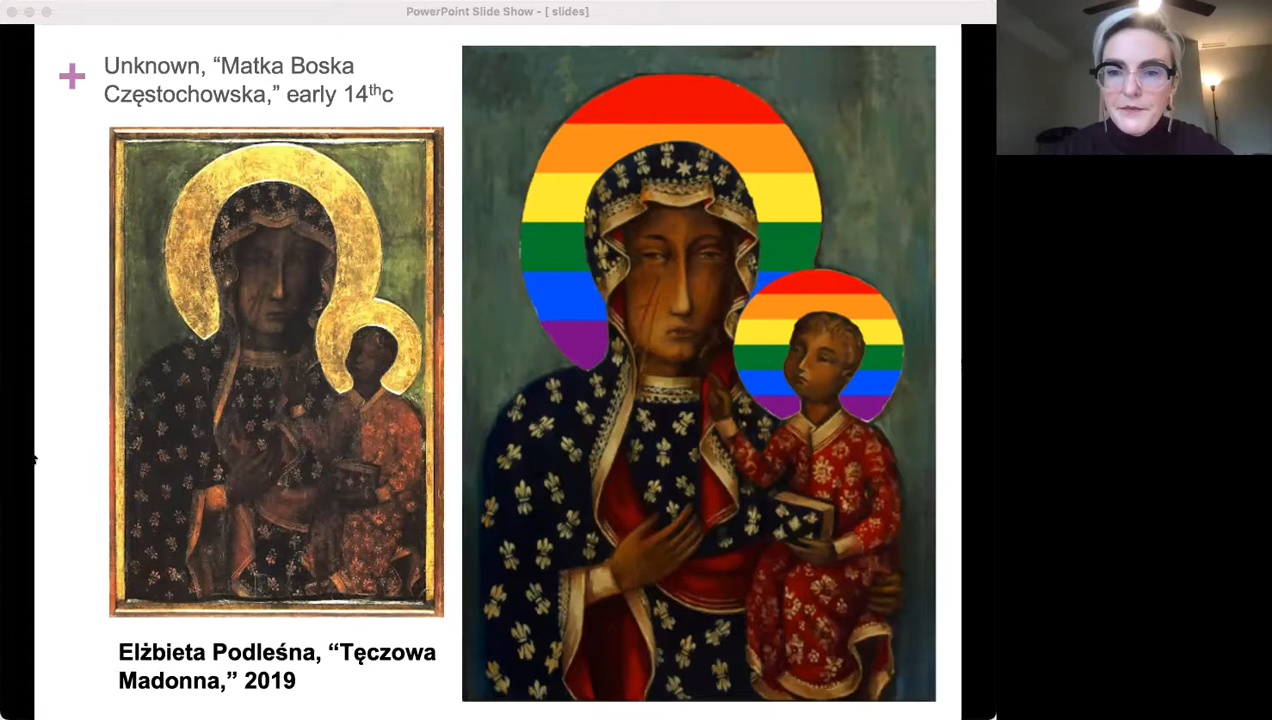 PowerPoint Slide Show - [ slides]
Unknown, “Matka Boska
Częstochowska,” early 14thc
Elżbieta Podleśna, “Tęczowa
Madonna,” 2019